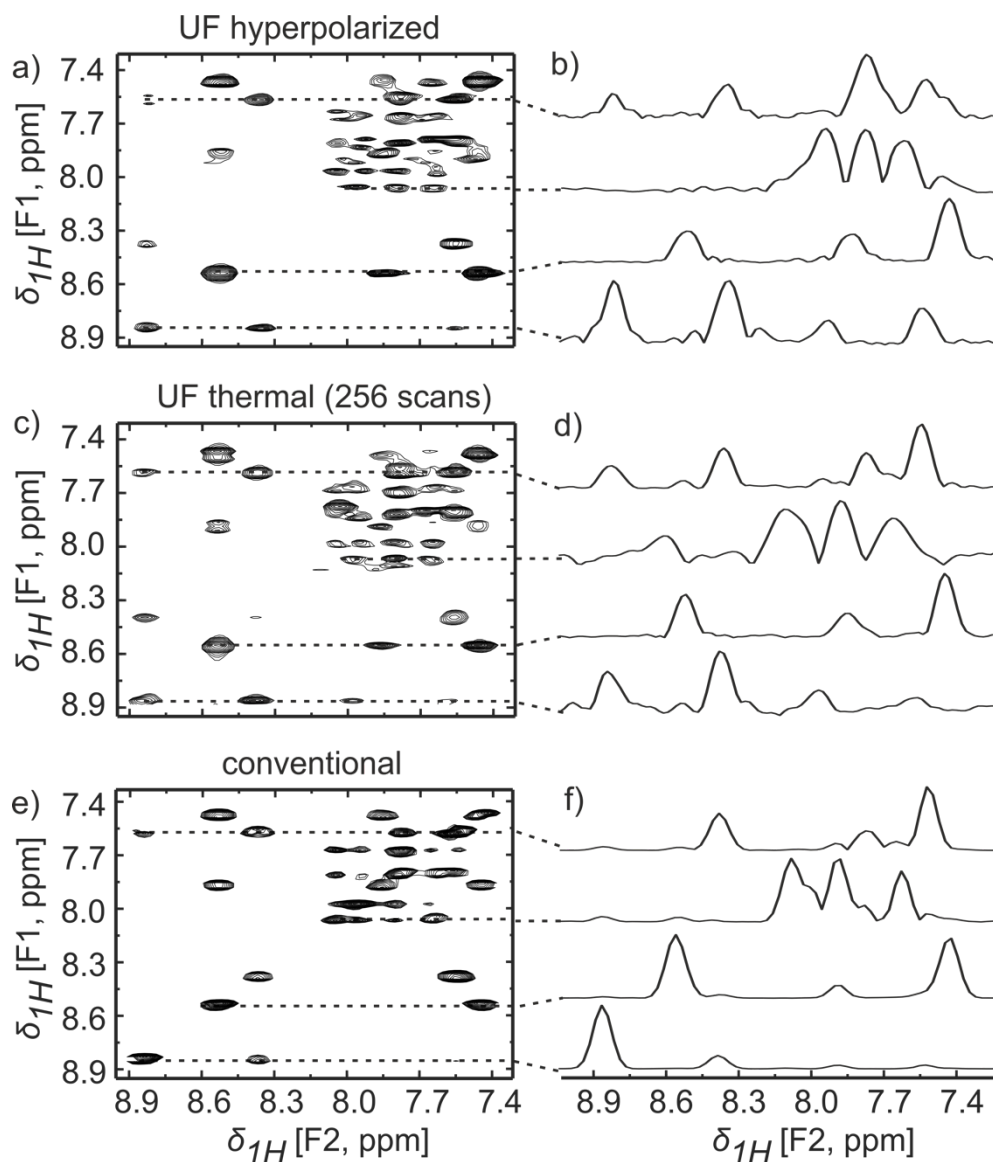 UF hyperpolarized
a)
b)
7.4
7.7
8.0
8.3
8.6
8.9
δ1H [F1, ppm]
UF thermal (256 scans)
c)
d)
7.4
7.7
8.0
8.3
8.6
8.9
δ1H [F1, ppm]
conventional
e)
f)
7.4
7.7
8.0
8.3
8.6
8.9
δ1H [F1, ppm]
8.9 8.6 8.3 8.0 7.7 7.4
8.9 8.6 8.3 8.0 7.7 7.4
δ1H [F2, ppm]
δ1H [F2, ppm]